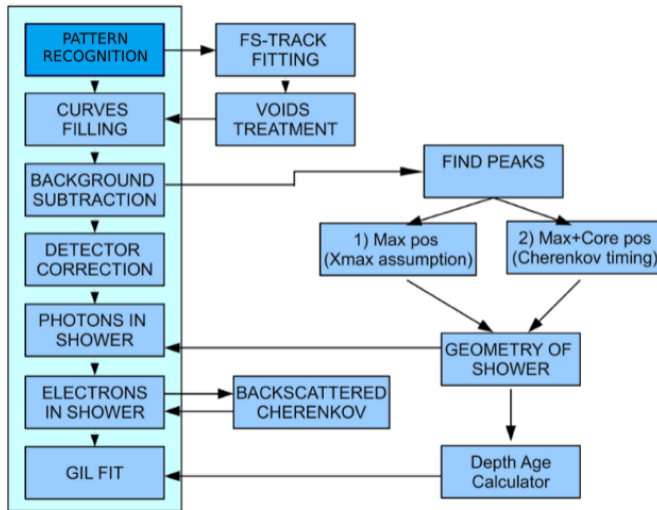 PATTERN
RECOGNITION
FS-TRACK
FITTING
CURVES
FILLING
VOIDS
TREATMENT
BACKGROUND
SUBTRACTION
FIND PEAKS
DETECTOR
CORRECTION
1) Max pos
(Xmax assumption)
2) Max+Core pos
(Cherenkov timing)
PHOTONS IN
SHOWER
GEOMETRY OF
SHOWER
ELECTRONS
IN SHOWER
BACKSCATTERED
CHERENKOV
GIL FIT
Depth Age
Calculator